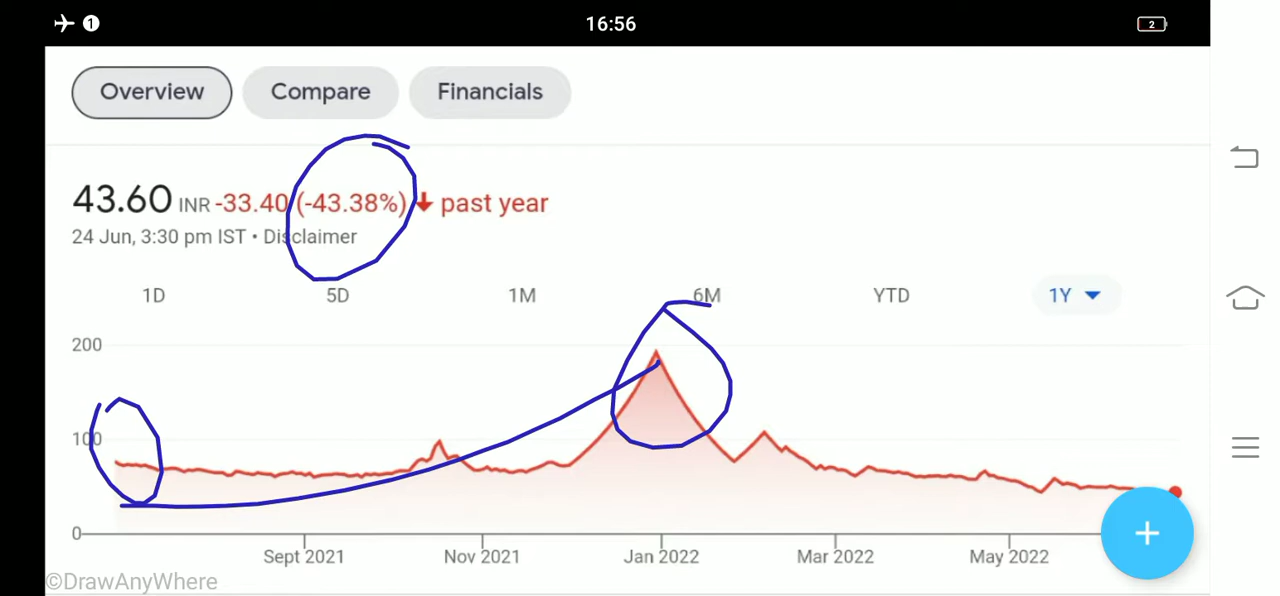 1 16:56 2
Overview Compare Financials
43.60 INR -33.40 (-43.38%) ↓ past year
24 Jun, 3:30 pm IST • Disclaimer
1D 5D 1M 6M YTD 1Y
200
100
0
Sept 2021 Nov 2021 Jan 2022 Mar 2022 May 2022
©DrawAnyWhere